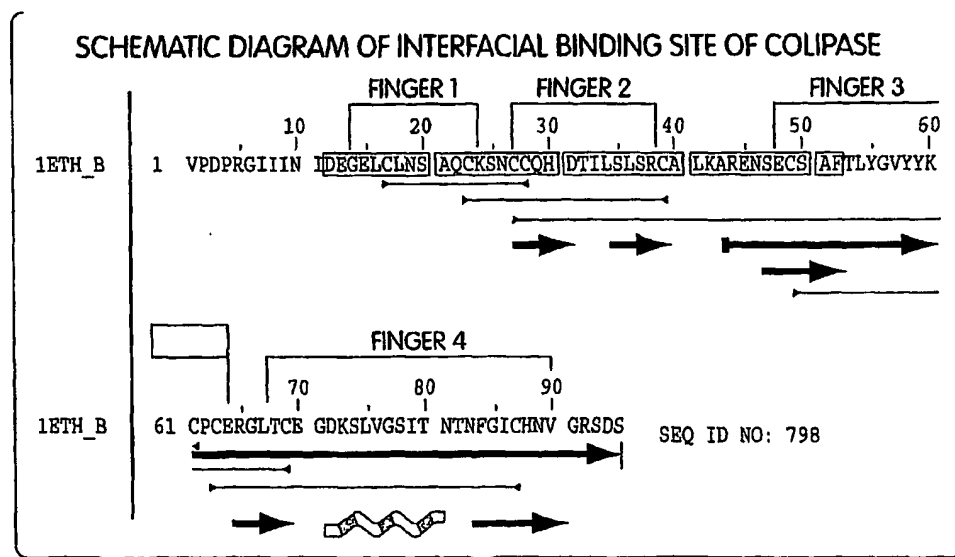 SCHEMATIC DIAGRAM OF INTERFACIAL BINDING SITE OF COLIPASE
FINGER 1 FINGER 2 FINGER 3
10 20 30 40 50 60
1ETH_B 1 VPDPRGIIIN IDEGELCLNS AQCKSNCCQH DTILSLSRCA LKARENSECS AFTLYGVYYK
FINGER 4
70 80 90
1ETH_B 61 CPCERGLTCE GDKSLVGSIT NTNFGICHNV GRSDS SEQ ID NO: 798